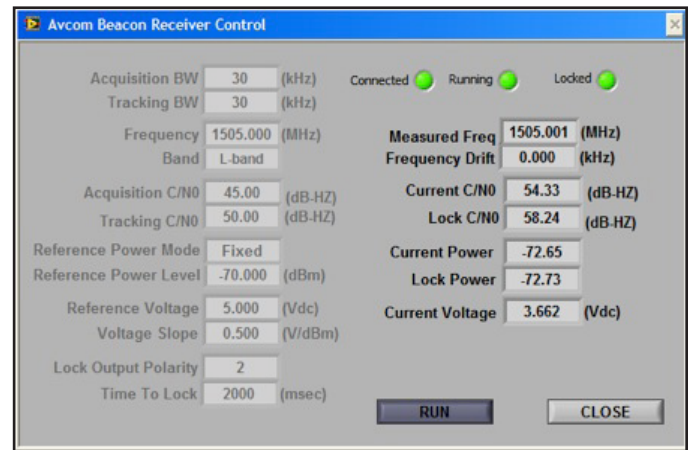 Avcom Beacon Receiver Control
Acquisition BW 30 (kHz)
Tracking BW 30 (kHz)
Frequency 1505.000 (MHz)
Band L-band
Acquisition C/N0 45.00 (dB-HZ)
Tracking C/N0 50.00 (dB-HZ)
Reference Power Mode Fixed
Reference Power Level -70.000 (dBm)
Reference Voltage 5.000 (Vdc)
Voltage Slope 0.500 (V/dBm)
Lock Output Polarity 2
Time To Lock 2000 (msec)
Connected Running Locked
Measured Freq 1505.001 (MHz)
Frequency Drift 0.000 (kHz)
Current C/N0 54.33 (dB-HZ)
Lock C/N0 58.24 (dB-HZ)
Current Power -72.65
Lock Power -72.73
Current Voltage 3.662 (Vdc)
RUN CLOSE